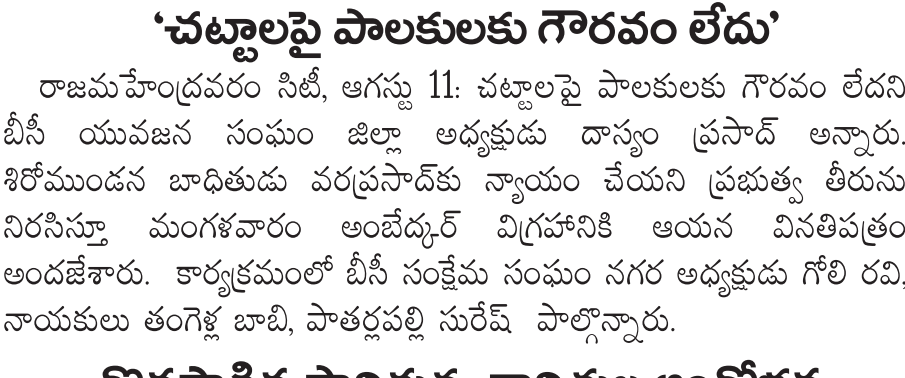 ‘చట్టాలపై పాలకులకు గౌరవం లేదు’
రాజమహేంద్రవరం సిటీ, ఆగస్టు 11: చట్టాలపై పాలకులకు గౌరవం లేదని
బీసీ యువజన సంఘం జిల్లా అధ్యక్షుడు దాస్యం ప్రసాద్ అన్నారు.
శిరోముండన బాధితుడు వరప్రసాద్‌కు న్యాయం చేయని ప్రభుత్వ తీరును
నిరసిస్తూ మంగళవారం అంబేద్కర్ విగ్రహానికి ఆయన వినతిపత్రం
అందజేశారు. కార్యక్రమంలో బీసీ సంక్షేమ సంఘం నగర అధ్యక్షుడు గోలి రవి,
నాయకులు తంగెళ్ల బాబి, పాతర్లపల్లి సురేష్ పాల్గొన్నారు.